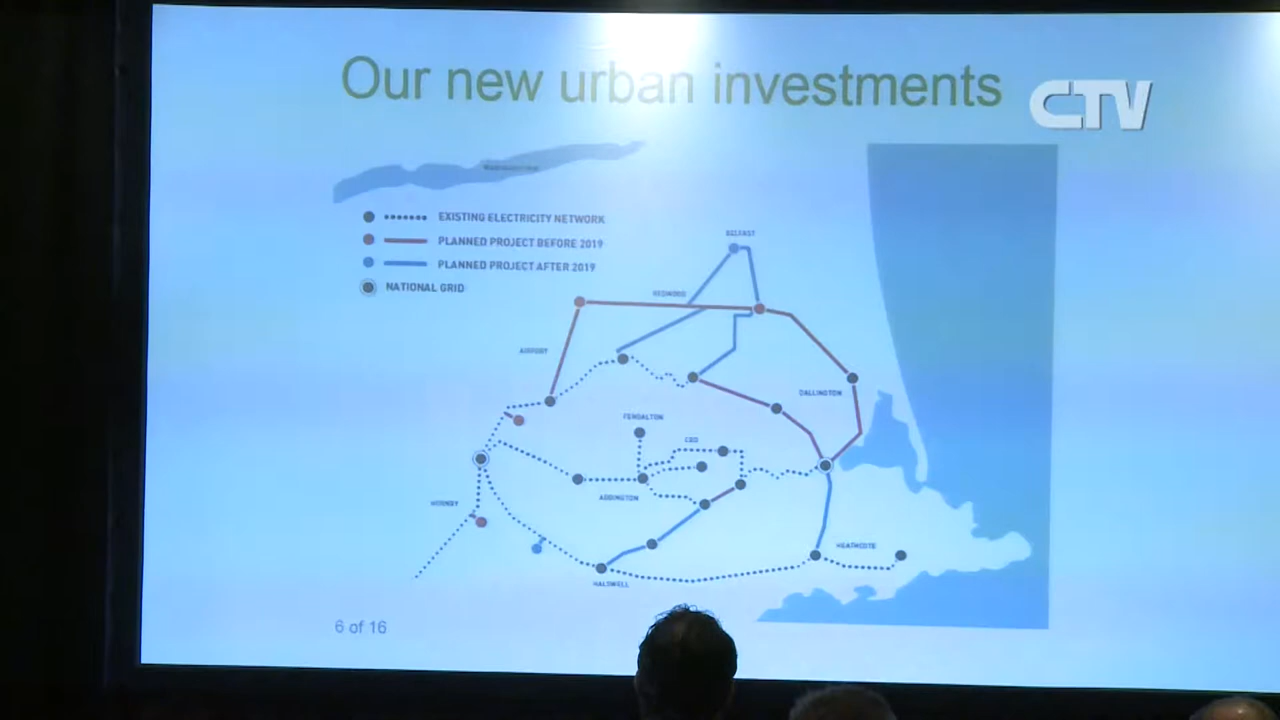 Our new urban investments
CTV
EXISTING ELECTRICITY NETWORK
PLANNED PROJECT BEFORE 2019
PLANNED PROJECT AFTER 2019
NATIONAL GRID
BELFAST
REDWOOD
AIRPORT
DALLINGTON
FENDALTON
CBD
ADDINGTON
HORNBY
HEATHCOTE
HALSWELL
6 of 16